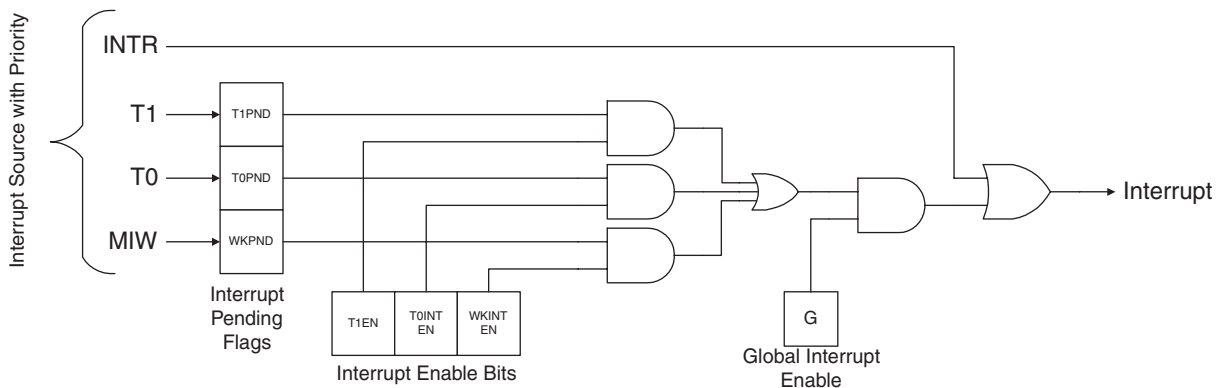 Interrupt Source with Priority
INTR
T1
T1PND
T0
T0PND
MIW
WKPND
Interrupt
Pending
Flags
T1EN
T0INT
EN
WKINT
EN
Interrupt Enable Bits
G
Global Interrupt
Enable
Interrupt